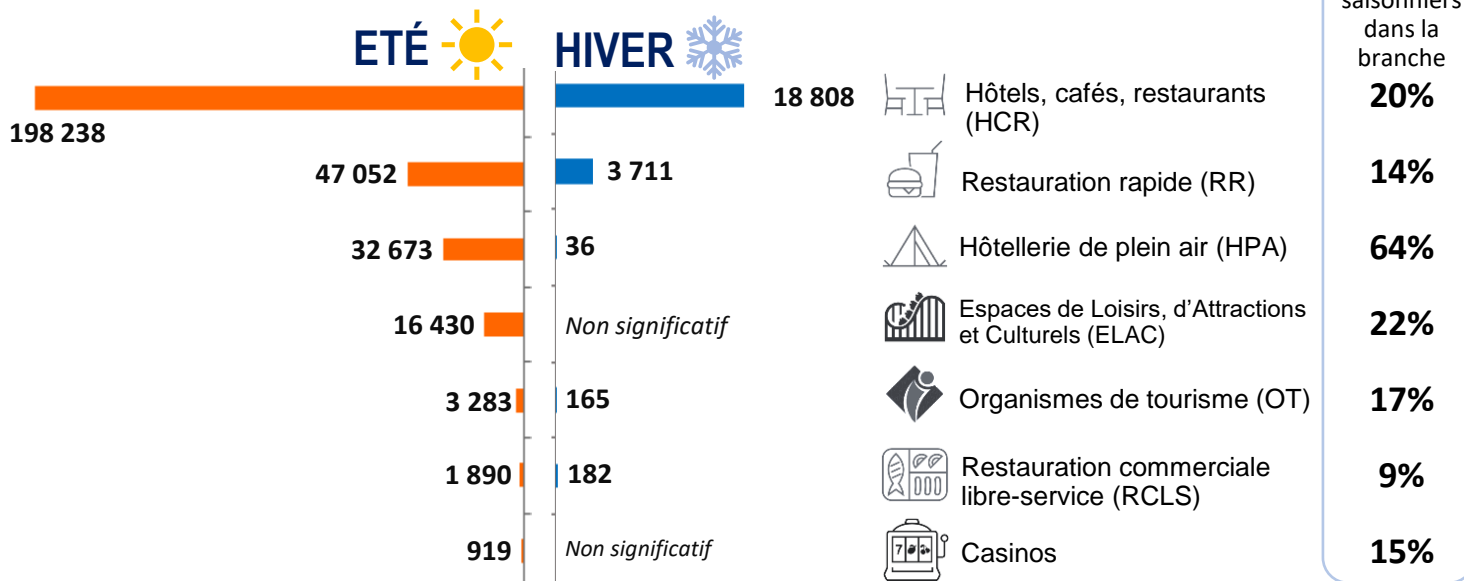 saisonniers
dans la
branche
ETÉ
HIVER
198 238
18 808
Hôtels, cafés, restaurants
(HCR)
20%
47 052
3 711
Restauration rapide (RR)
14%
32 673
36
Hôtellerie de plein air (HPA)
64%
16 430
Non significatif
Espaces de Loisirs, d'Attractions
et Culturels (ELAC)
22%
3 283
165
Organismes de tourisme (OT)
17%
1 890
182
Restauration commerciale
libre-service (RCLS)
9%
919
Non significatif
7
Casinos
15%